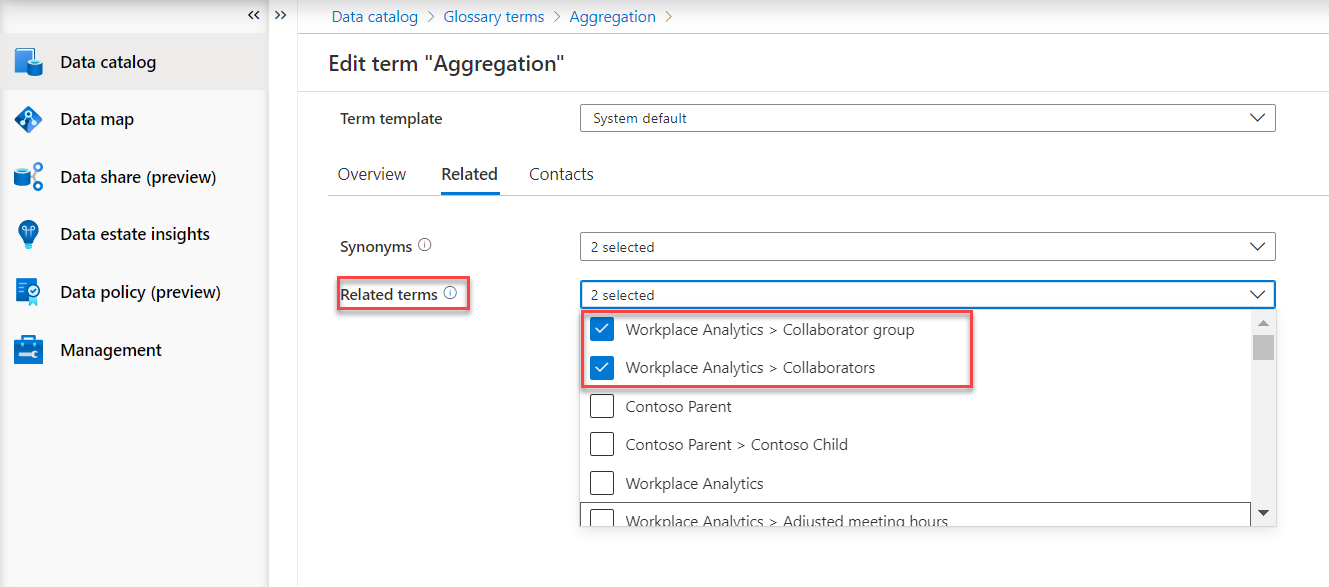 Data catalog > Glossary terms > Aggregation >
Data catalog
Data map
Data share (preview)
Data estate insights
Data policy (preview)
Management
Edit term "Aggregation"
Term template
System default
Overview Related Contacts
Synonyms
2 selected
Related terms
2 selected
Workplace Analytics > Collaborator group
Workplace Analytics > Collaborators
Contoso Parent
Contoso Parent > Contoso Child
Workplace Analytics
Workplace Analytics > Adjusted meeting hours